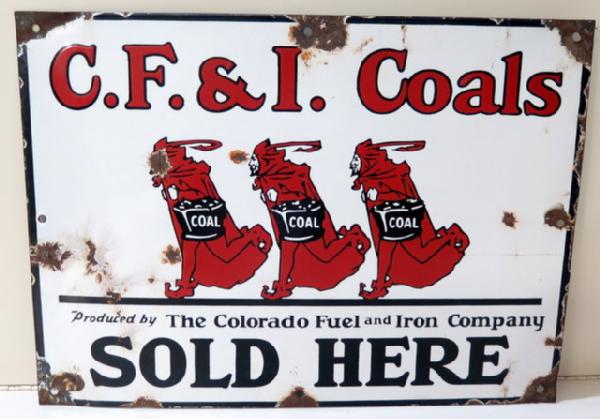 C.F. & I. Coals
COAL COAL COAL
Produced by The Colorado Fuel and Iron Company
SOLD HERE